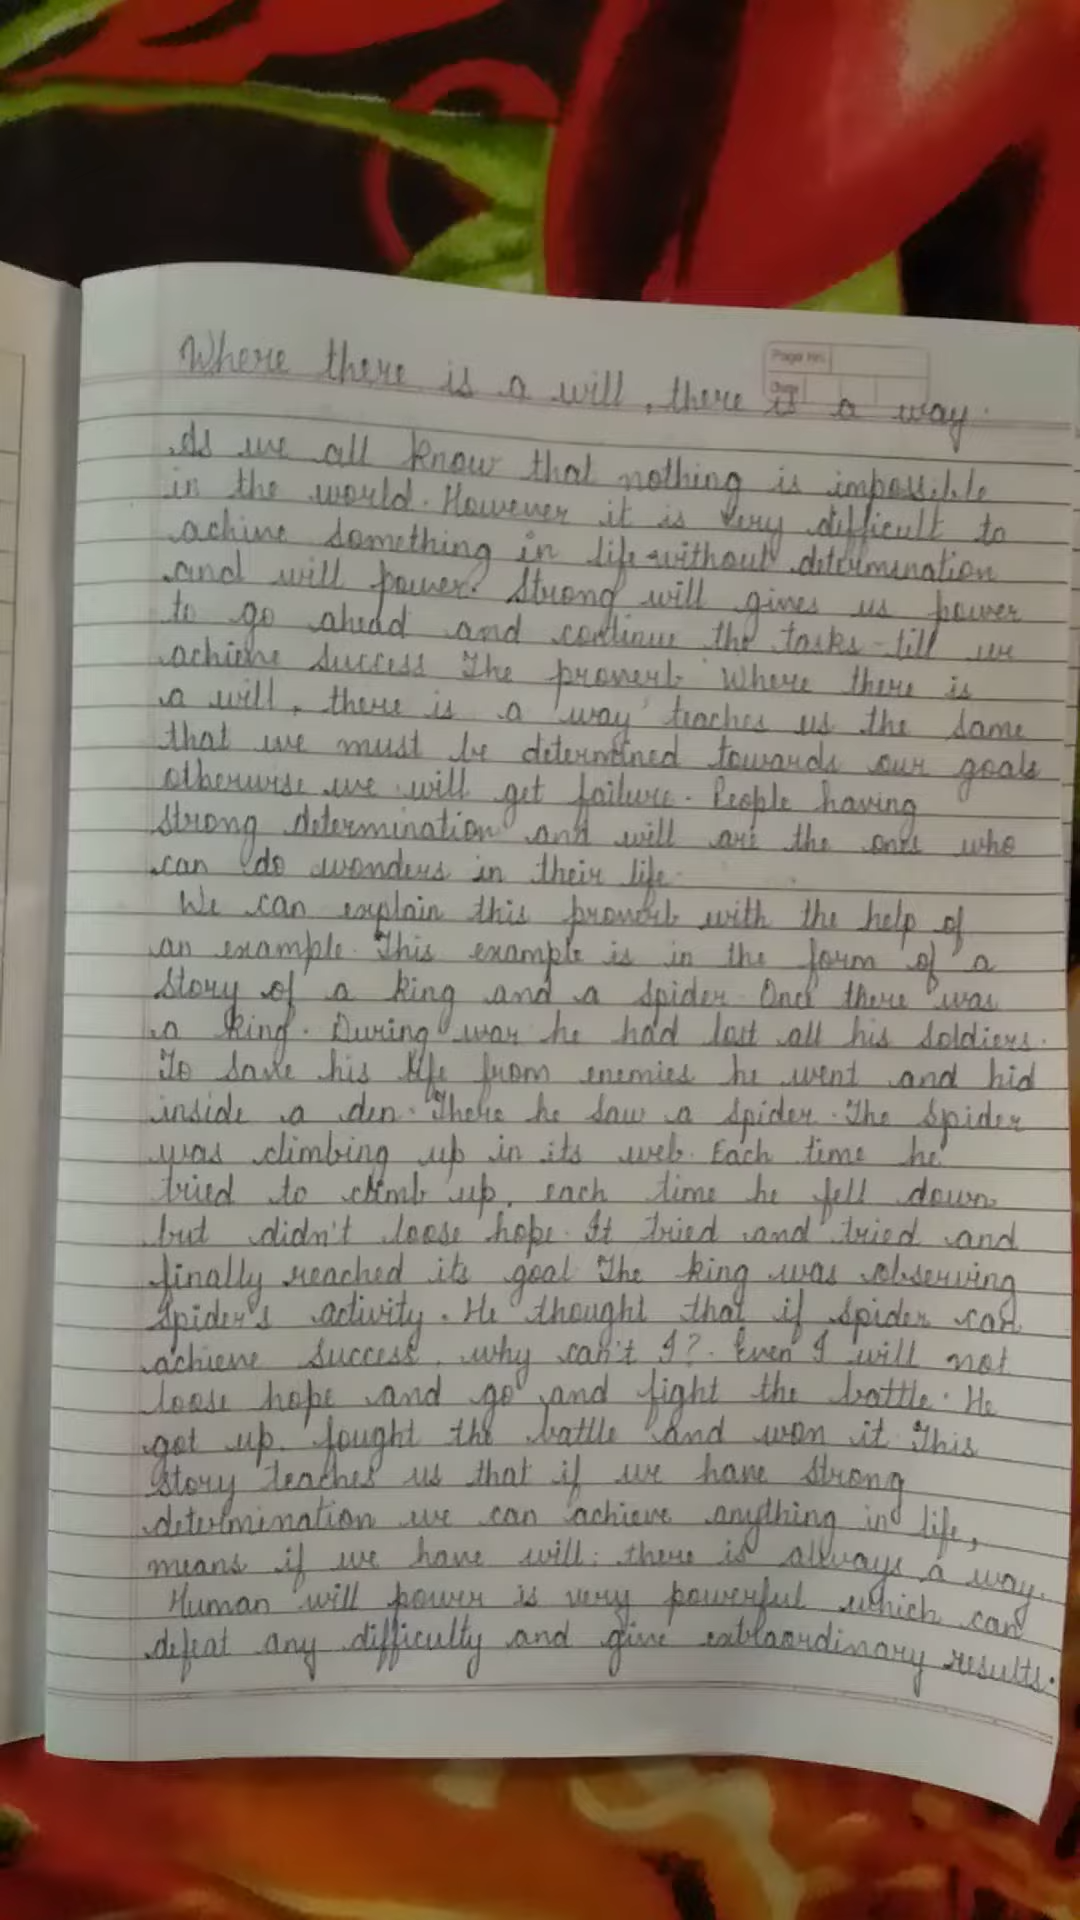 Page No.
Date
Where there is a will, there is a way.
As we all know that nothing is impossible
in the world. However it is very difficult to
achive something in life without determination
and will power. Strong will gives us power
to go ahead and continue the tasks till we
achieve success The proverb 'Where there is
a will, there is a way' teaches us the same
that we must be determined towards our goals
otherwise we will get failure. People having
strong determination and will are the ones who
can do wonders in their life.
We can explain this proverb with the help of
an example. This example is in the form of a
story of a king and a spider. Once there was
a king. During war he had lost all his soldiers.
To save his life from enemies he went and hid
inside a den. There he saw a spider. The spider
was climbing up in its web. Each time he
tried to climb up, each time he fell down
but didn't loose hope. It tried and tried and
finally reached its goal The king was observing
spider's activity. He thought that if spider can
achieve success, why can't I?. Even I will not
loose hope and go and fight the battle. He
got up, fought the battle and won it. This
story teaches us that if we have strong
determination we can achieve anything in life,
means if we have will; there is always a way.
Human will power is very powerful which can
defeat any difficulty and give extraordinary results.